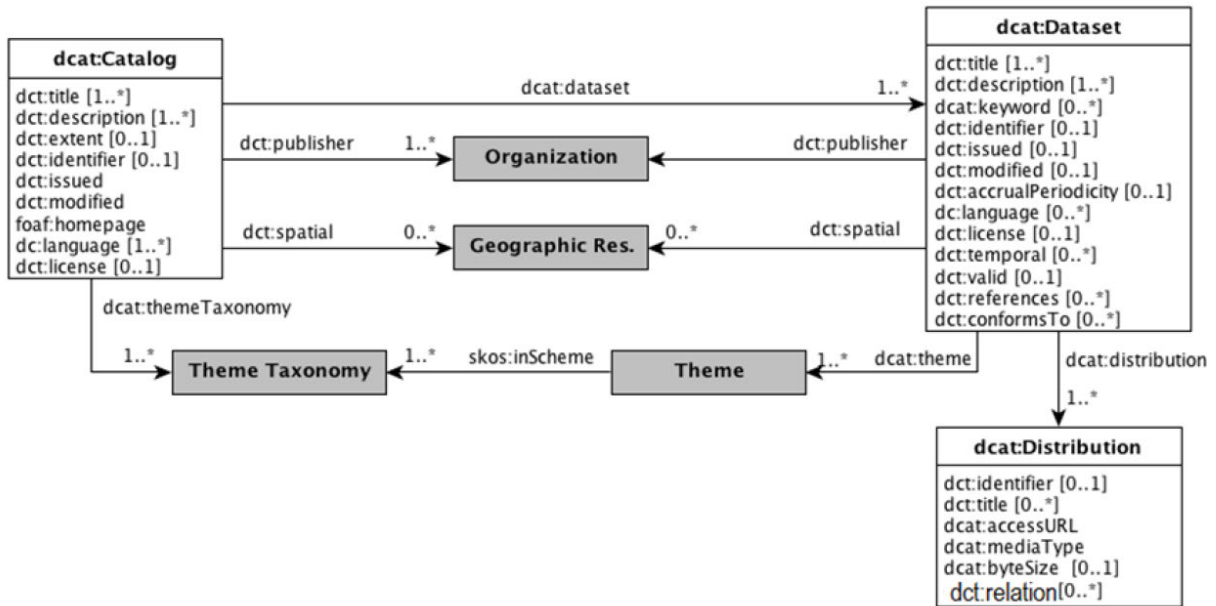 dcat:Catalog
dct:title [1..*]
dct:description [1..*]
dct:extent [0..1]
dct:identifier [0..1]
dct:issued
dct:modified
foaf:homepage
dc:language [1..*]
dct:license [0..1]
dcat:dataset
1..*
dct:publisher
1..*
Organization
dct:publisher
dct:spatial
0..*
Geographic Res.
0..*
dct:spatial
dcat:Dataset
dct:title [1..*]
dct:description [1..*]
dcat:keyword [0..*]
dct:identifier [0..1]
dct:issued [0..1]
dct:modified [0..1]
dct:accrualPeriodicity [0..1]
dc:language [0..*]
dct:license [0..1]
dct:temporal [0..*]
dct:valid [0..1]
dct:references [0..*]
dct:conformsTo [0..*]
dcat:themeTaxonomy
1..*
Theme Taxonomy
1..*
skos:inScheme
Theme
1..*
dcat:theme
dcat:distribution
1..*
dcat:Distribution
dct:identifier [0..1]
dct:title [0..*]
dcat:accessURL
dcat:mediaType
dcat:byteSize [0..1]
dct:relation[0..*]